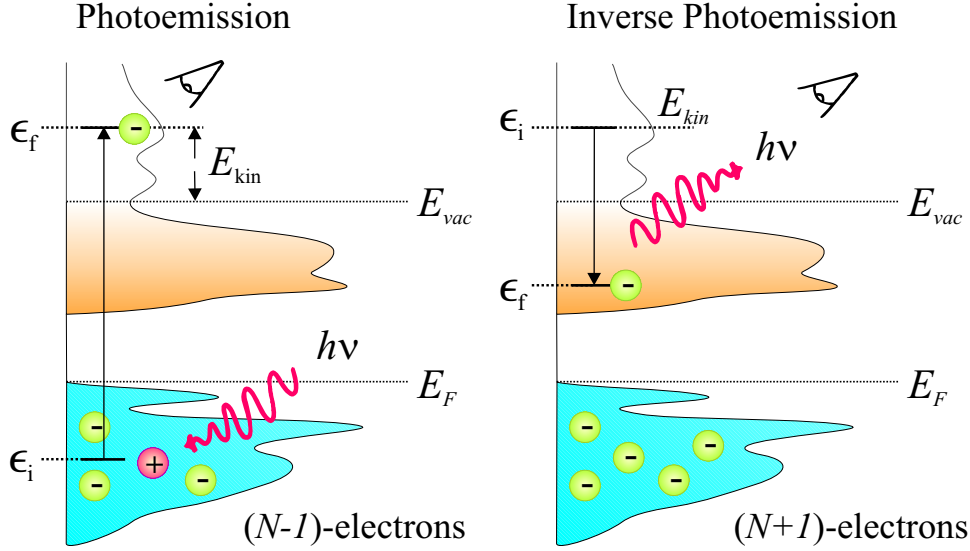 Photoemission
ϵf
-
Ekin
Evac
hν
EF
-
ϵi
+
-
-
(N-1)-electrons
Inverse Photoemission
ϵi
Ekin
hν
Evac
ϵf
-
EF
-
-
-
-
-
(N+1)-electrons